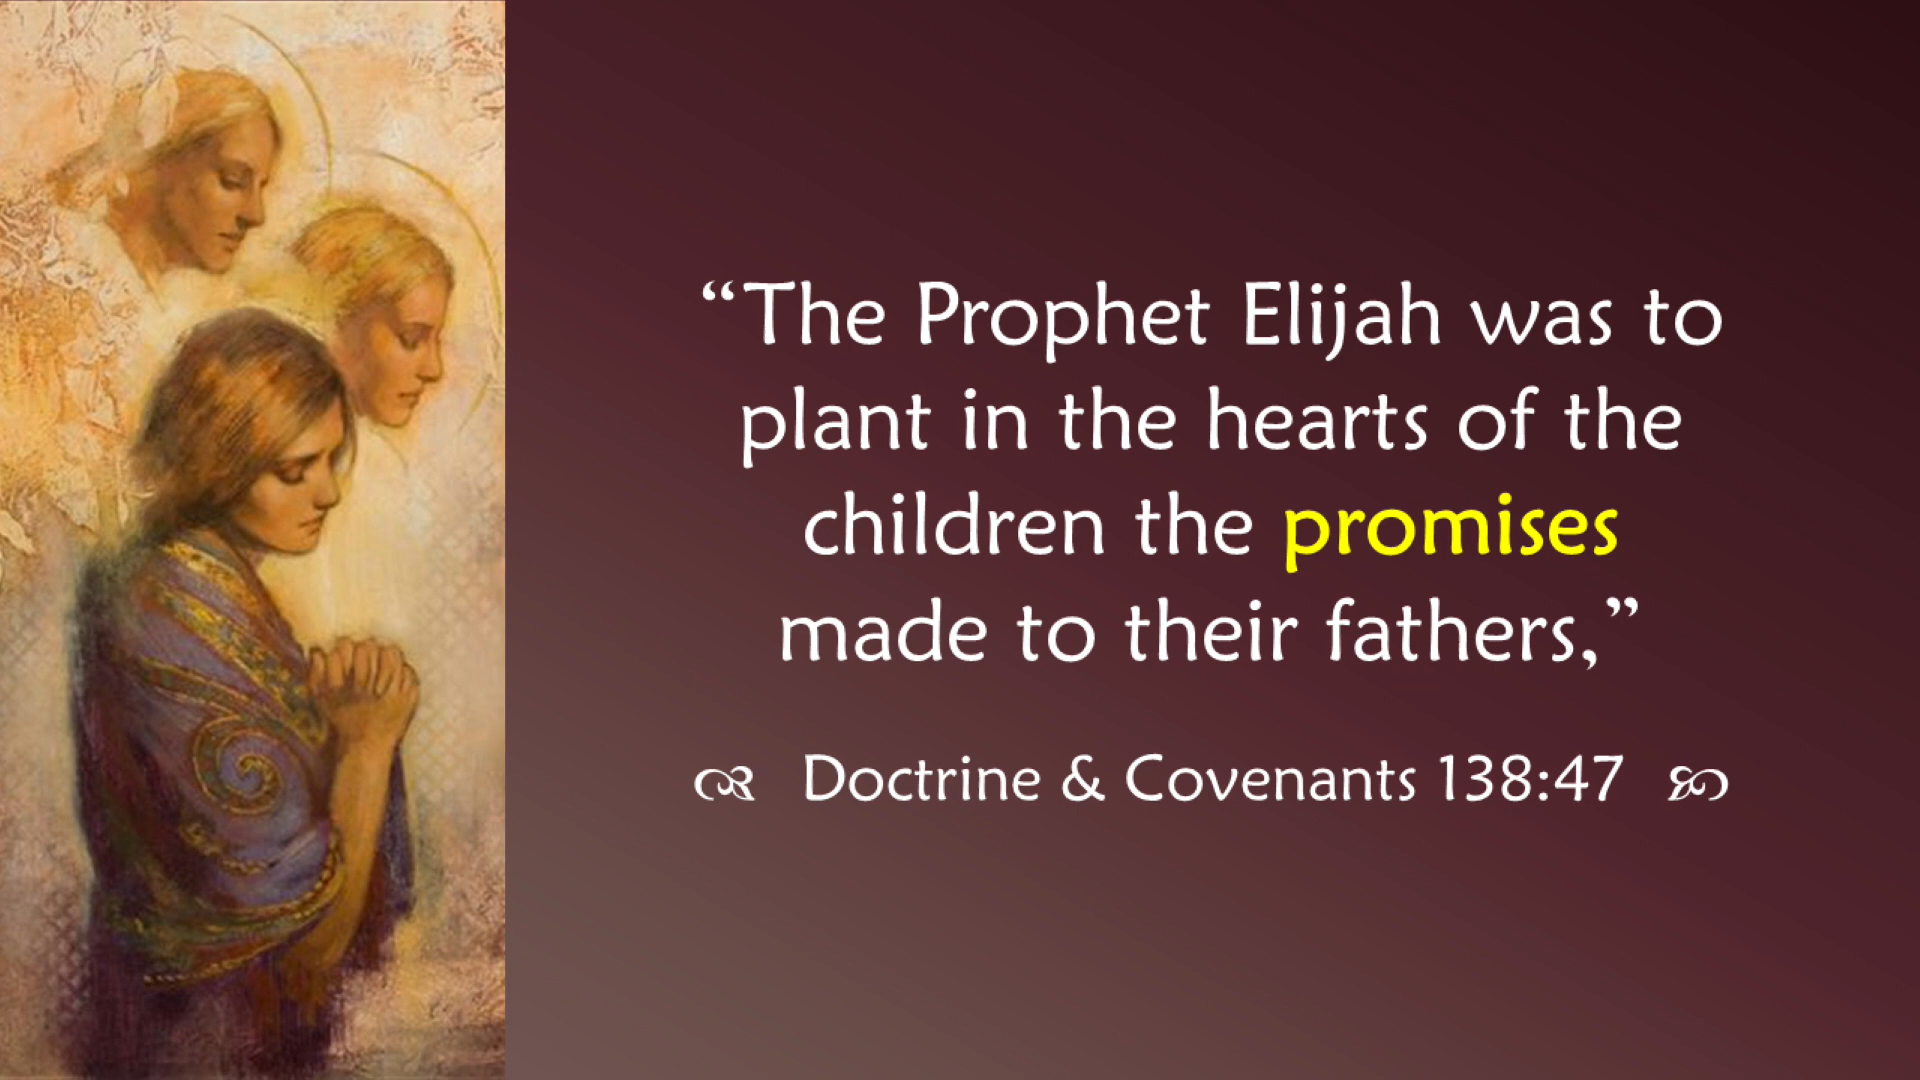 “The Prophet Elijah was to
plant in the hearts of the
children the promises
made to their fathers,”
Doctrine & Covenants 138:47